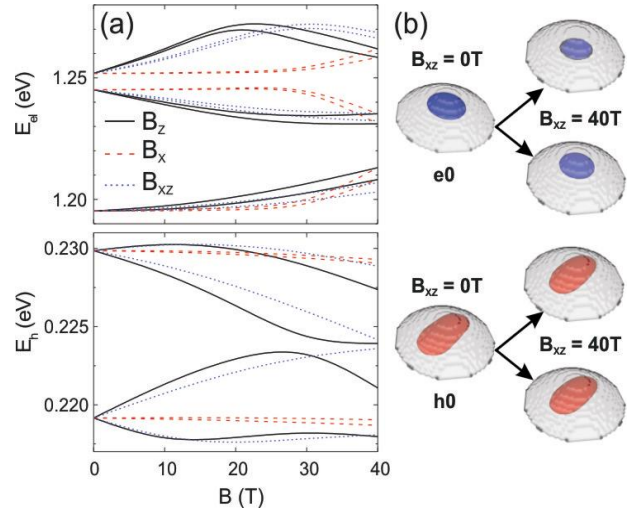 (a)
E_el (eV)
1.25
1.20
B_Z
B_X
B_XZ
E_h (eV)
0.230
0.225
0.220
0
10
20
30
40
B (T)
(b)
B_XZ = 0T
B_XZ = 40T
e0
B_XZ = 0T
B_XZ = 40T
h0